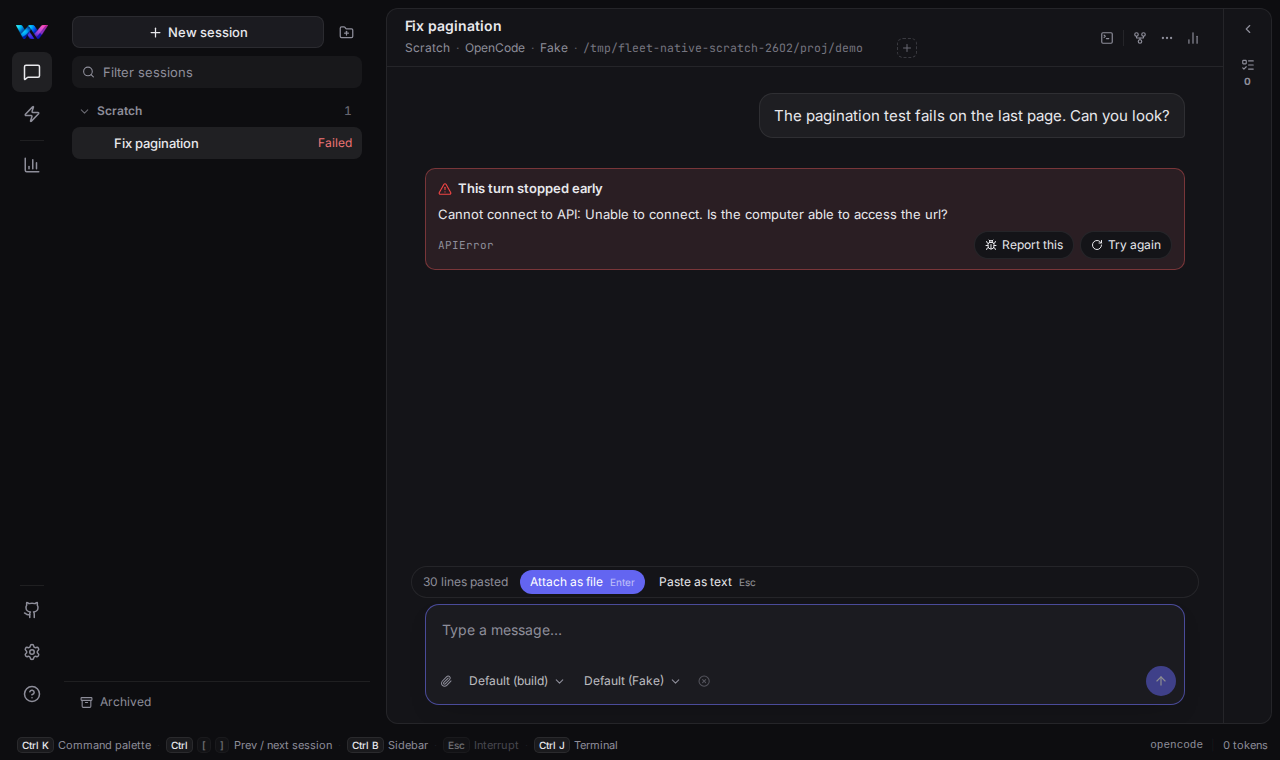 New session
Filter sessions
Scratch 1
Fix pagination Failed
Archived
Fix pagination
Scratch · OpenCode · Fake · /tmp/fleet-native-scratch-2602/proj/demo
0
The pagination test fails on the last page. Can you look?
This turn stopped early
Cannot connect to API: Unable to connect. Is the computer able to access the url?
APIError Report this Try again
30 lines pasted Attach as file Enter Paste as text Esc
Type a message...
Default (build) Default (Fake)
Ctrl K Command palette Ctrl [ ] Prev / next session Ctrl B Sidebar Esc Interrupt Ctrl J Terminal opencode 0 tokens